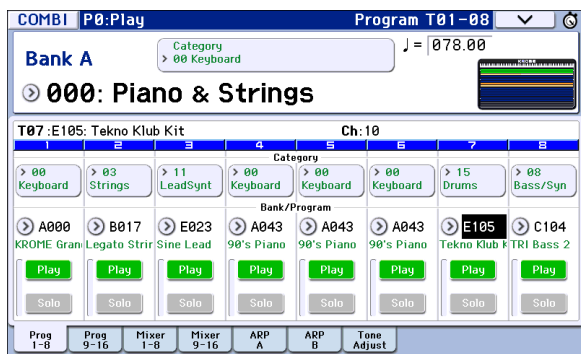 COMBI P0:Play Program T01-08
Bank A
Category
00 Keyboard
♩= 078.00
KROME
000: Piano & Strings
T07:E105: Tekno Klub Kit Ch:10
1 2 3 4 5 6 7 8
Category
00 Keyboard
03 Strings
11 LeadSynt
00 Keyboard
00 Keyboard
00 Keyboard
15 Drums
08 Bass/Syn
Bank/Program
A000 B017 E023 A043 A043 A043 E105 C104
KROME Gran Legato Strir Sine Lead 90's Piano 90's Piano 90's Piano Tekno Klub K TRI Bass 2
Play Play Play Play Play Play Play Play
Solo Solo Solo Solo Solo Solo Solo Solo
Prog 1-8
Prog 9-16
Mixer 1-8
Mixer 9-16
ARP A
ARP B
Tone Adjust